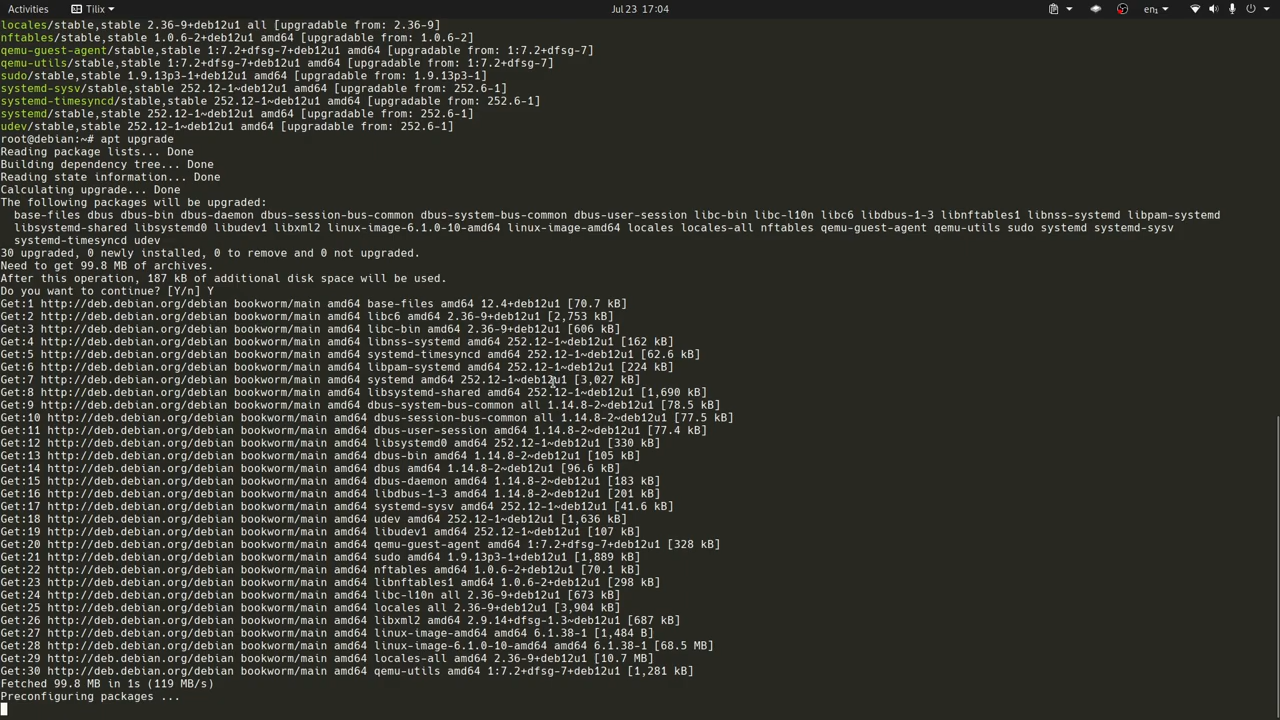 Activities Tilix Jul 23 17:04 en₁
locales/stable,stable 2.36-9+deb12u1 all [upgradable from: 2.36-9]
nftables/stable,stable 1.0.6-2+deb12u1 amd64 [upgradable from: 1.0.6-2]
qemu-guest-agent/stable,stable 1:7.2+dfsg-7+deb12u1 amd64 [upgradable from: 1:7.2+dfsg-7]
qemu-utils/stable,stable 1:7.2+dfsg-7+deb12u1 amd64 [upgradable from: 1:7.2+dfsg-7]
sudo/stable,stable 1.9.13p3-1+deb12u1 amd64 [upgradable from: 1.9.13p3-1]
systemd-sysv/stable,stable 252.12-1~deb12u1 amd64 [upgradable from: 252.6-1]
systemd-timesyncd/stable,stable 252.12-1~deb12u1 amd64 [upgradable from: 252.6-1]
systemd/stable,stable 252.12-1~deb12u1 amd64 [upgradable from: 252.6-1]
udev/stable,stable 252.12-1~deb12u1 amd64 [upgradable from: 252.6-1]
root@debian:~# apt upgrade
Reading package lists... Done
Building dependency tree... Done
Reading state information... Done
Calculating upgrade... Done
The following packages will be upgraded:
base-files dbus dbus-bin dbus-daemon dbus-session-bus-common dbus-system-bus-common dbus-user-session libc-bin libc-l10n libc6 libdbus-1-3 libnftables1 libnss-systemd libpam-systemd
libsystemd-shared libsystemd0 libudev1 libxml2 linux-image-6.1.0-10-amd64 linux-image-amd64 locales locales-all nftables qemu-guest-agent qemu-utils sudo systemd systemd-sysv
systemd-timesyncd udev
30 upgraded, 0 newly installed, 0 to remove and 0 not upgraded.
Need to get 99.8 MB of archives.
After this operation, 187 kB of additional disk space will be used.
Do you want to continue? [Y/n] Y
Get:1 http://deb.debian.org/debian bookworm/main amd64 base-files amd64 12.4+deb12u1 [70.7 kB]
Get:2 http://deb.debian.org/debian bookworm/main amd64 libc6 amd64 2.36-9+deb12u1 [2,753 kB]
Get:3 http://deb.debian.org/debian bookworm/main amd64 libc-bin amd64 2.36-9+deb12u1 [606 kB]
Get:4 http://deb.debian.org/debian bookworm/main amd64 libnss-systemd amd64 252.12-1~deb12u1 [162 kB]
Get:5 http://deb.debian.org/debian bookworm/main amd64 systemd-timesyncd amd64 252.12-1~deb12u1 [62.6 kB]
Get:6 http://deb.debian.org/debian bookworm/main amd64 libpam-systemd amd64 252.12-1~deb12u1 [224 kB]
Get:7 http://deb.debian.org/debian bookworm/main amd64 systemd amd64 252.12-1~deb12u1 [3,027 kB]
Get:8 http://deb.debian.org/debian bookworm/main amd64 libsystemd-shared amd64 252.12-1~deb12u1 [1,690 kB]
Get:9 http://deb.debian.org/debian bookworm/main amd64 dbus-system-bus-common all 1.14.8-2~deb12u1 [78.5 kB]
Get:10 http://deb.debian.org/debian bookworm/main amd64 dbus-session-bus-common all 1.14.8-2~deb12u1 [77.5 kB]
Get:11 http://deb.debian.org/debian bookworm/main amd64 dbus-user-session amd64 1.14.8-2~deb12u1 [77.4 kB]
Get:12 http://deb.debian.org/debian bookworm/main amd64 libsystemd0 amd64 252.12-1~deb12u1 [330 kB]
Get:13 http://deb.debian.org/debian bookworm/main amd64 dbus-bin amd64 1.14.8-2~deb12u1 [105 kB]
Get:14 http://deb.debian.org/debian bookworm/main amd64 dbus amd64 1.14.8-2~deb12u1 [96.6 kB]
Get:15 http://deb.debian.org/debian bookworm/main amd64 dbus-daemon amd64 1.14.8-2~deb12u1 [183 kB]
Get:16 http://deb.debian.org/debian bookworm/main amd64 libdbus-1-3 amd64 1.14.8-2~deb12u1 [201 kB]
Get:17 http://deb.debian.org/debian bookworm/main amd64 systemd-sysv amd64 252.12-1~deb12u1 [41.6 kB]
Get:18 http://deb.debian.org/debian bookworm/main amd64 udev amd64 252.12-1~deb12u1 [1,636 kB]
Get:19 http://deb.debian.org/debian bookworm/main amd64 libudev1 amd64 252.12-1~deb12u1 [107 kB]
Get:20 http://deb.debian.org/debian bookworm/main amd64 qemu-guest-agent amd64 1:7.2+dfsg-7+deb12u1 [328 kB]
Get:21 http://deb.debian.org/debian bookworm/main amd64 sudo amd64 1.9.13p3-1+deb12u1 [1,889 kB]
Get:22 http://deb.debian.org/debian bookworm/main amd64 nftables amd64 1.0.6-2+deb12u1 [70.1 kB]
Get:23 http://deb.debian.org/debian bookworm/main amd64 libnftables1 amd64 1.0.6-2+deb12u1 [298 kB]
Get:24 http://deb.debian.org/debian bookworm/main amd64 libc-l10n all 2.36-9+deb12u1 [673 kB]
Get:25 http://deb.debian.org/debian bookworm/main amd64 locales all 2.36-9+deb12u1 [3,904 kB]
Get:26 http://deb.debian.org/debian bookworm/main amd64 libxml2 amd64 2.9.14+dfsg-1.3~deb12u1 [687 kB]
Get:27 http://deb.debian.org/debian bookworm/main amd64 linux-image-amd64 amd64 6.1.38-1 [1,484 B]
Get:28 http://deb.debian.org/debian bookworm/main amd64 linux-image-6.1.0-10-amd64 amd64 6.1.38-1 [68.5 MB]
Get:29 http://deb.debian.org/debian bookworm/main amd64 locales-all amd64 2.36-9+deb12u1 [10.7 MB]
Get:30 http://deb.debian.org/debian bookworm/main amd64 qemu-utils amd64 1:7.2+dfsg-7+deb12u1 [1,281 kB]
Fetched 99.8 MB in 1s (119 MB/s)
Preconfiguring packages ...